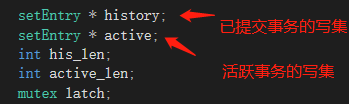 setEntry * history;
已提交事务的写集
setEntry * active;
int his_len;
活跃事务的写集
int active_len;
mutex latch;